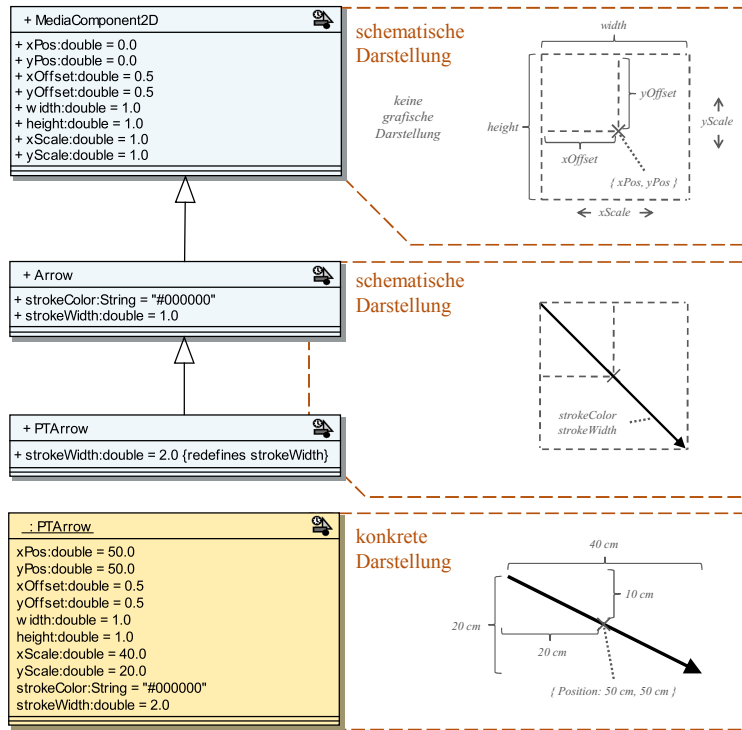 + MediaComponent2D
+ xPos:double = 0.0
+ yPos:double = 0.0
+ xOffset:double = 0.5
+ yOffset:double = 0.5
+ width:double = 1.0
+ height:double = 1.0
+ xScale:double = 1.0
+ yScale:double = 1.0
schematische
Darstellung
keine
grafische
Darstellung
width
height
yOffset
xOffset
{ xPos, yPos }
yScale
xScale
+ Arrow
+ strokeColor:String = "#000000"
+ strokeWidth:double = 1.0
schematische
Darstellung
strokeColor
strokeWidth
+ PTArrow
+ strokeWidth:double = 2.0 {redefines strokeWidth}
: PTArrow
xPos:double = 50.0
yPos:double = 50.0
xOffset:double = 0.5
yOffset:double = 0.5
width:double = 1.0
height:double = 1.0
xScale:double = 40.0
yScale:double = 20.0
strokeColor:String = "#000000"
strokeWidth:double = 2.0
konkrete
Darstellung
40 cm
10 cm
20 cm
20 cm
{ Position: 50 cm, 50 cm }